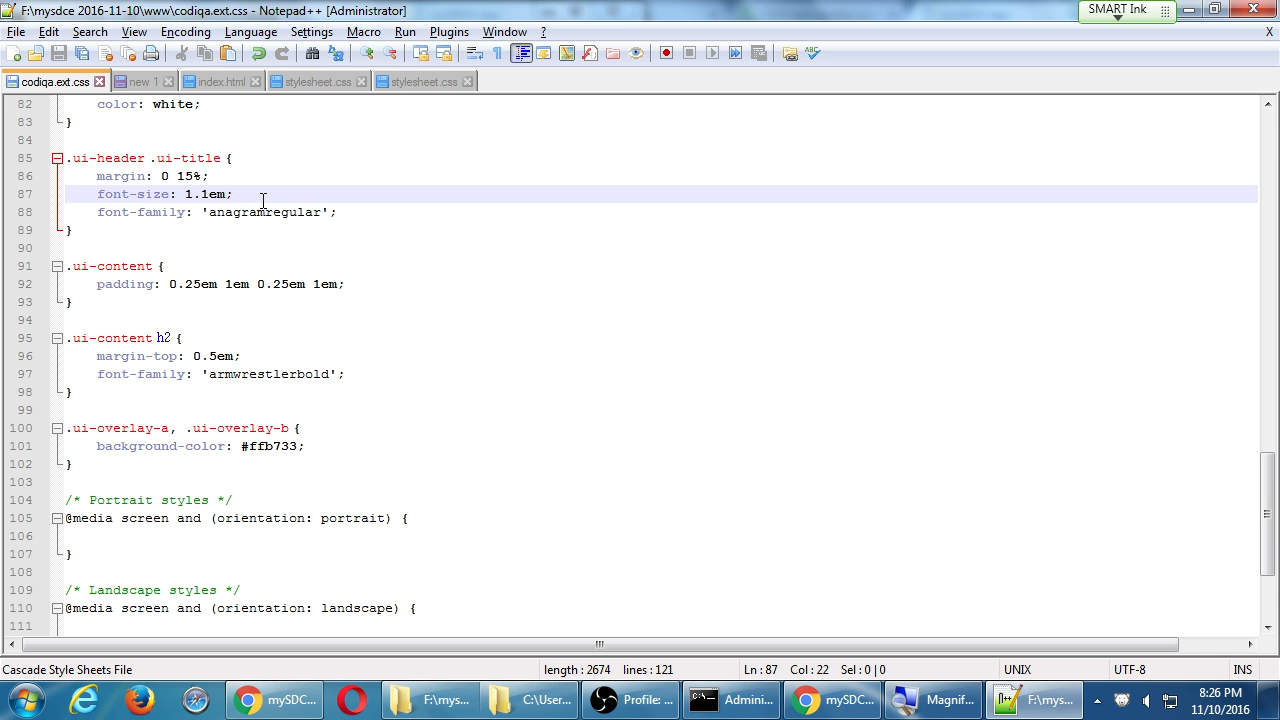 F:\mysdce 2016-11-10\www\codiqa.ext.css - Notepad++ [Administrator]
SMART Ink
File Edit Search View Encoding Language Settings Macro Run Plugins Window ? X
codiqa.ext.css new 1 index.html stylesheet.css stylesheet.css
82 color: white;
83 }
84
85 .ui-header .ui-title {
86 margin: 0 15%;
87 font-size: 1.1em;
88 font-family: 'anagramregular';
89 }
90
91 .ui-content {
92 padding: 0.25em 1em 0.25em 1em;
93 }
94
95 .ui-content h2 {
96 margin-top: 0.5em;
97 font-family: 'armwrestlerbold';
98 }
99
100 .ui-overlay-a, .ui-overlay-b {
101 background-color: #ffb733;
102 }
103
104 /* Portrait styles */
105 @media screen and (orientation: portrait) {
106
107 }
108
109 /* Landscape styles */
110 @media screen and (orientation: landscape) {
111
Cascade Style Sheets File length : 2674 lines : 121 Ln : 87 Col : 22 Sel : 0 | 0 UNIX UTF-8 INS
mySDC... F:\mys... C:\User... Profile: ... Admini... mySDC... Magnif... F:\mys... 8:26 PM
11/10/2016